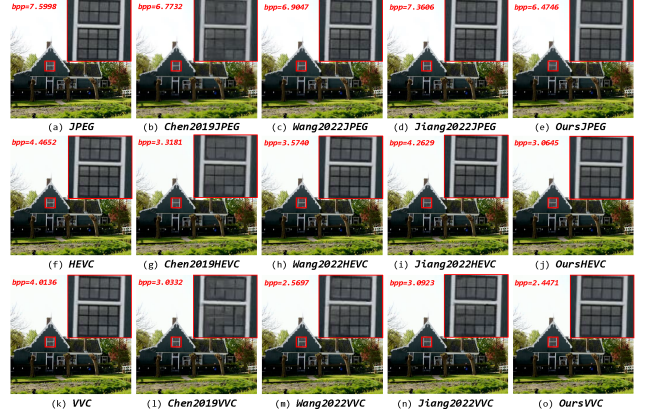 bpp=7.5998 bpp=6.7732 bpp=6.9047 bpp=7.3606 bpp=6.4746
(a) JPEG (b) Chen2019JPEG (c) Wang2022JPEG (d) Jiang2022JPEG (e) OursJPEG
bpp=4.4652 bpp=3.3181 bpp=3.5740 bpp=4.2629 bpp=3.0645
(f) HEVC (g) Chen2019HEVC (h) Wang2022HEVC (i) Jiang2022HEVC (j) OursHEVC
bpp=4.0136 bpp=3.0332 bpp=2.5697 bpp=3.0923 bpp=2.4471
(k) VVC (l) Chen2019VVC (m) Wang2022VVC (n) Jiang2022VVC (o) OursVVC